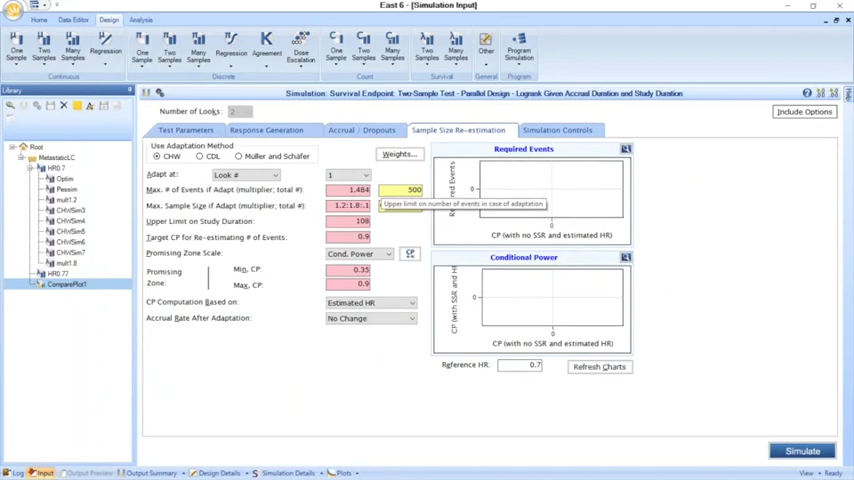 East 6 - [Simulation Input]
Home Data Editor Design Analysis
One Sample Two Samples Many Samples Regression One Sample Two Samples Many Samples Regression Agreement Dose Escalation One Sample Two Samples Many Samples Two Samples Many Samples Other Program Simulation
Continuous Discrete Count Survival General Program
Library
Simulation: Survival Endpoint: Two-Sample Test - Parallel Design - Logrank Given Accrual Duration and Study Duration
Help
Number of Looks: 2
Include Options
Test Parameters Response Generation Accrual / Dropouts Sample Size Re-estimation Simulation Controls
Use Adaptation Method
CHW CDL Müller and Schäfer
Weights...
Adapt at: Look # 1
Max. # of Events if Adapt (multiplier; total #): 1.484 500
Max. Sample Size if Adapt (multiplier; total #): 1.2:1.8:.1
Upper limit on number of events in case of adaptation
Upper Limit on Study Duration: 108
Target CP for Re-estimating # of Events: 0.9
Promising Zone Scale: Cond. Power CP
Promising Zone:
Min. CP: 0.35
Max. CP: 0.9
CP Computation Based on: Estimated HR
Accrual Rate After Adaptation: No Change
Required Events
0
0
CP (with no SSR and estimated HR)
Conditional Power
CP (with SSR and HR
0
0
CP (with no SSR and estimated HR)
Reference HR: 0.7
Refresh Charts
Root
MetastaticLC
HR0.7
Optim
Pessim
mult1.2
CHWSim3
CHWSim4
CHWSim5
CHWSim6
CHWSim7
mult1.8
HR0.77
ComparePlot1
Simulate
Log Input Output Preview Output Summary Design Details Simulation Details Plots View Ready